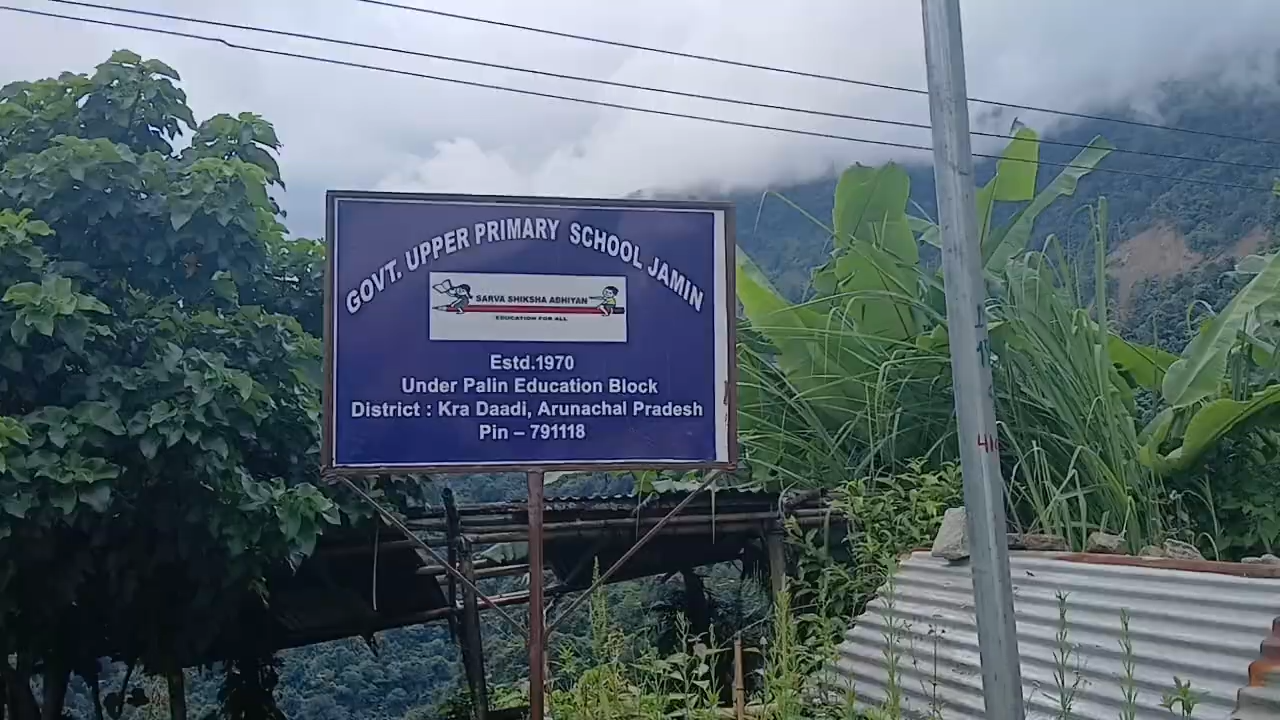 GOVT. UPPER PRIMARY SCHOOL JAMIN
SARVA SHIKSHA ABHIYAN
EDUCATION FOR ALL
Estd.1970
Under Palin Education Block
District : Kra Daadi, Arunachal Pradesh
Pin – 791118